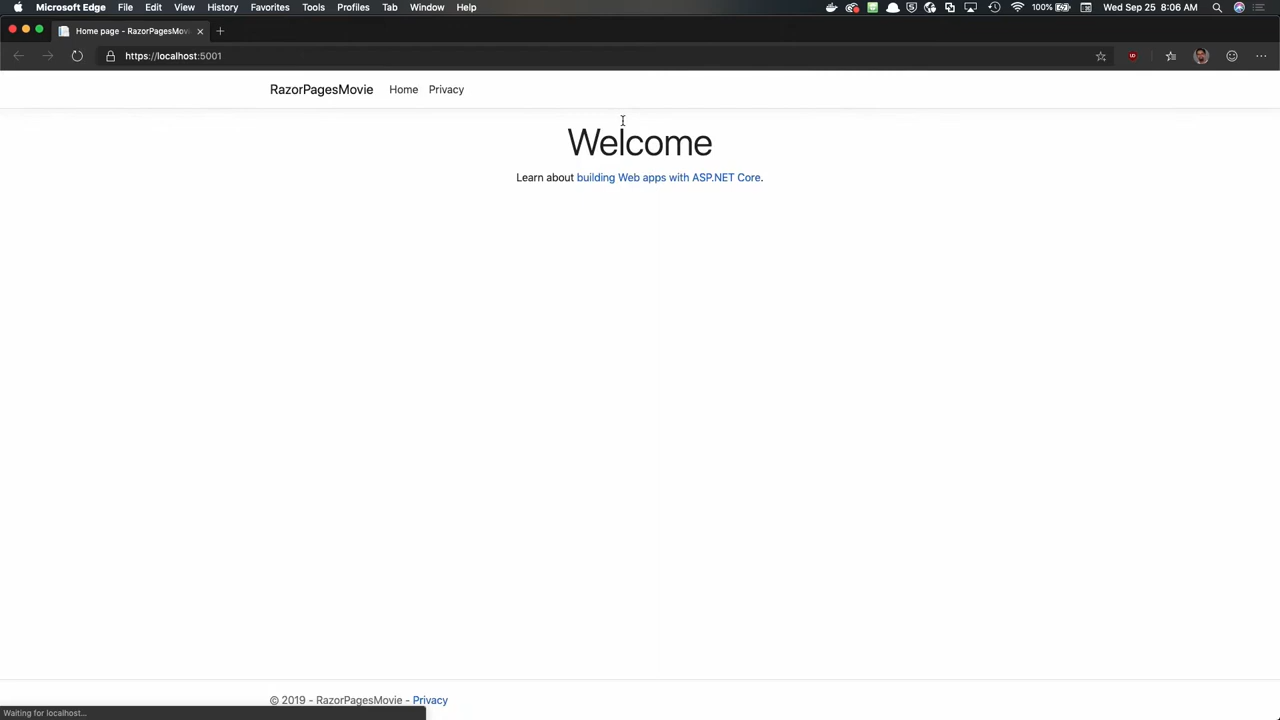 Microsoft Edge File Edit View History Favorites Tools Profiles Tab Window Help 100% Wed Sep 25 8:06 AM
Home page - RazorPagesMovi
https://localhost:5001
RazorPagesMovie Home Privacy
Welcome
Learn about building Web apps with ASP.NET Core.
© 2019 - RazorPagesMovie - Privacy
Waiting for localhost...